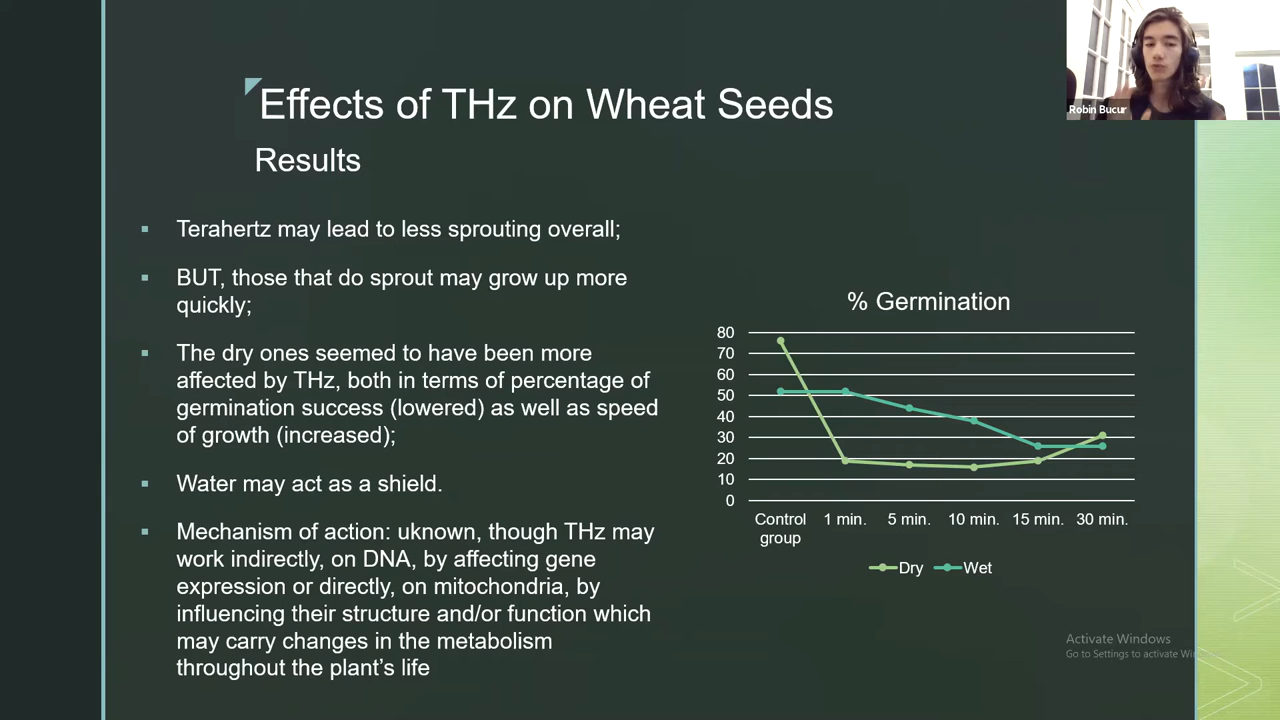 Robin Bucur
Effects of THz on Wheat Seeds
Results
▪ Terahertz may lead to less sprouting overall;
▪ BUT, those that do sprout may grow up more
quickly;
▪ The dry ones seemed to have been more
affected by THz, both in terms of percentage of
germination success (lowered) as well as speed
of growth (increased);
▪ Water may act as a shield.
▪ Mechanism of action: uknown, though THz may
work indirectly, on DNA, by affecting gene
expression or directly, on mitochondria, by
influencing their structure and/or function which
may carry changes in the metabolism
throughout the plant’s life
% Germination
80
70
60
50
40
30
20
10
0
Control group
1 min.
5 min.
10 min.
15 min.
30 min.
Dry
Wet
Activate Windows
Go to Settings to activate